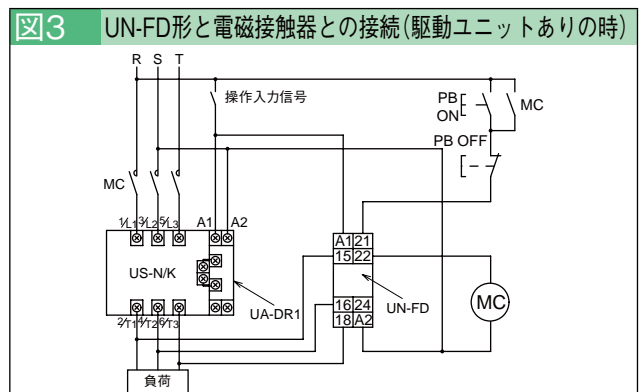 図3 UN-FD形と電磁接触器との接続(駆動ユニットありの時)
R S T
操作入力信号
PB
ON
MC
PB OFF
MC
1/L1 3/L2 5/L3
A1 A2
A1 21
15 22
US-N/K
UA-DR1
UN-FD
MC
16 24
18 A2
2/T1 4/T2 6/T3
負荷